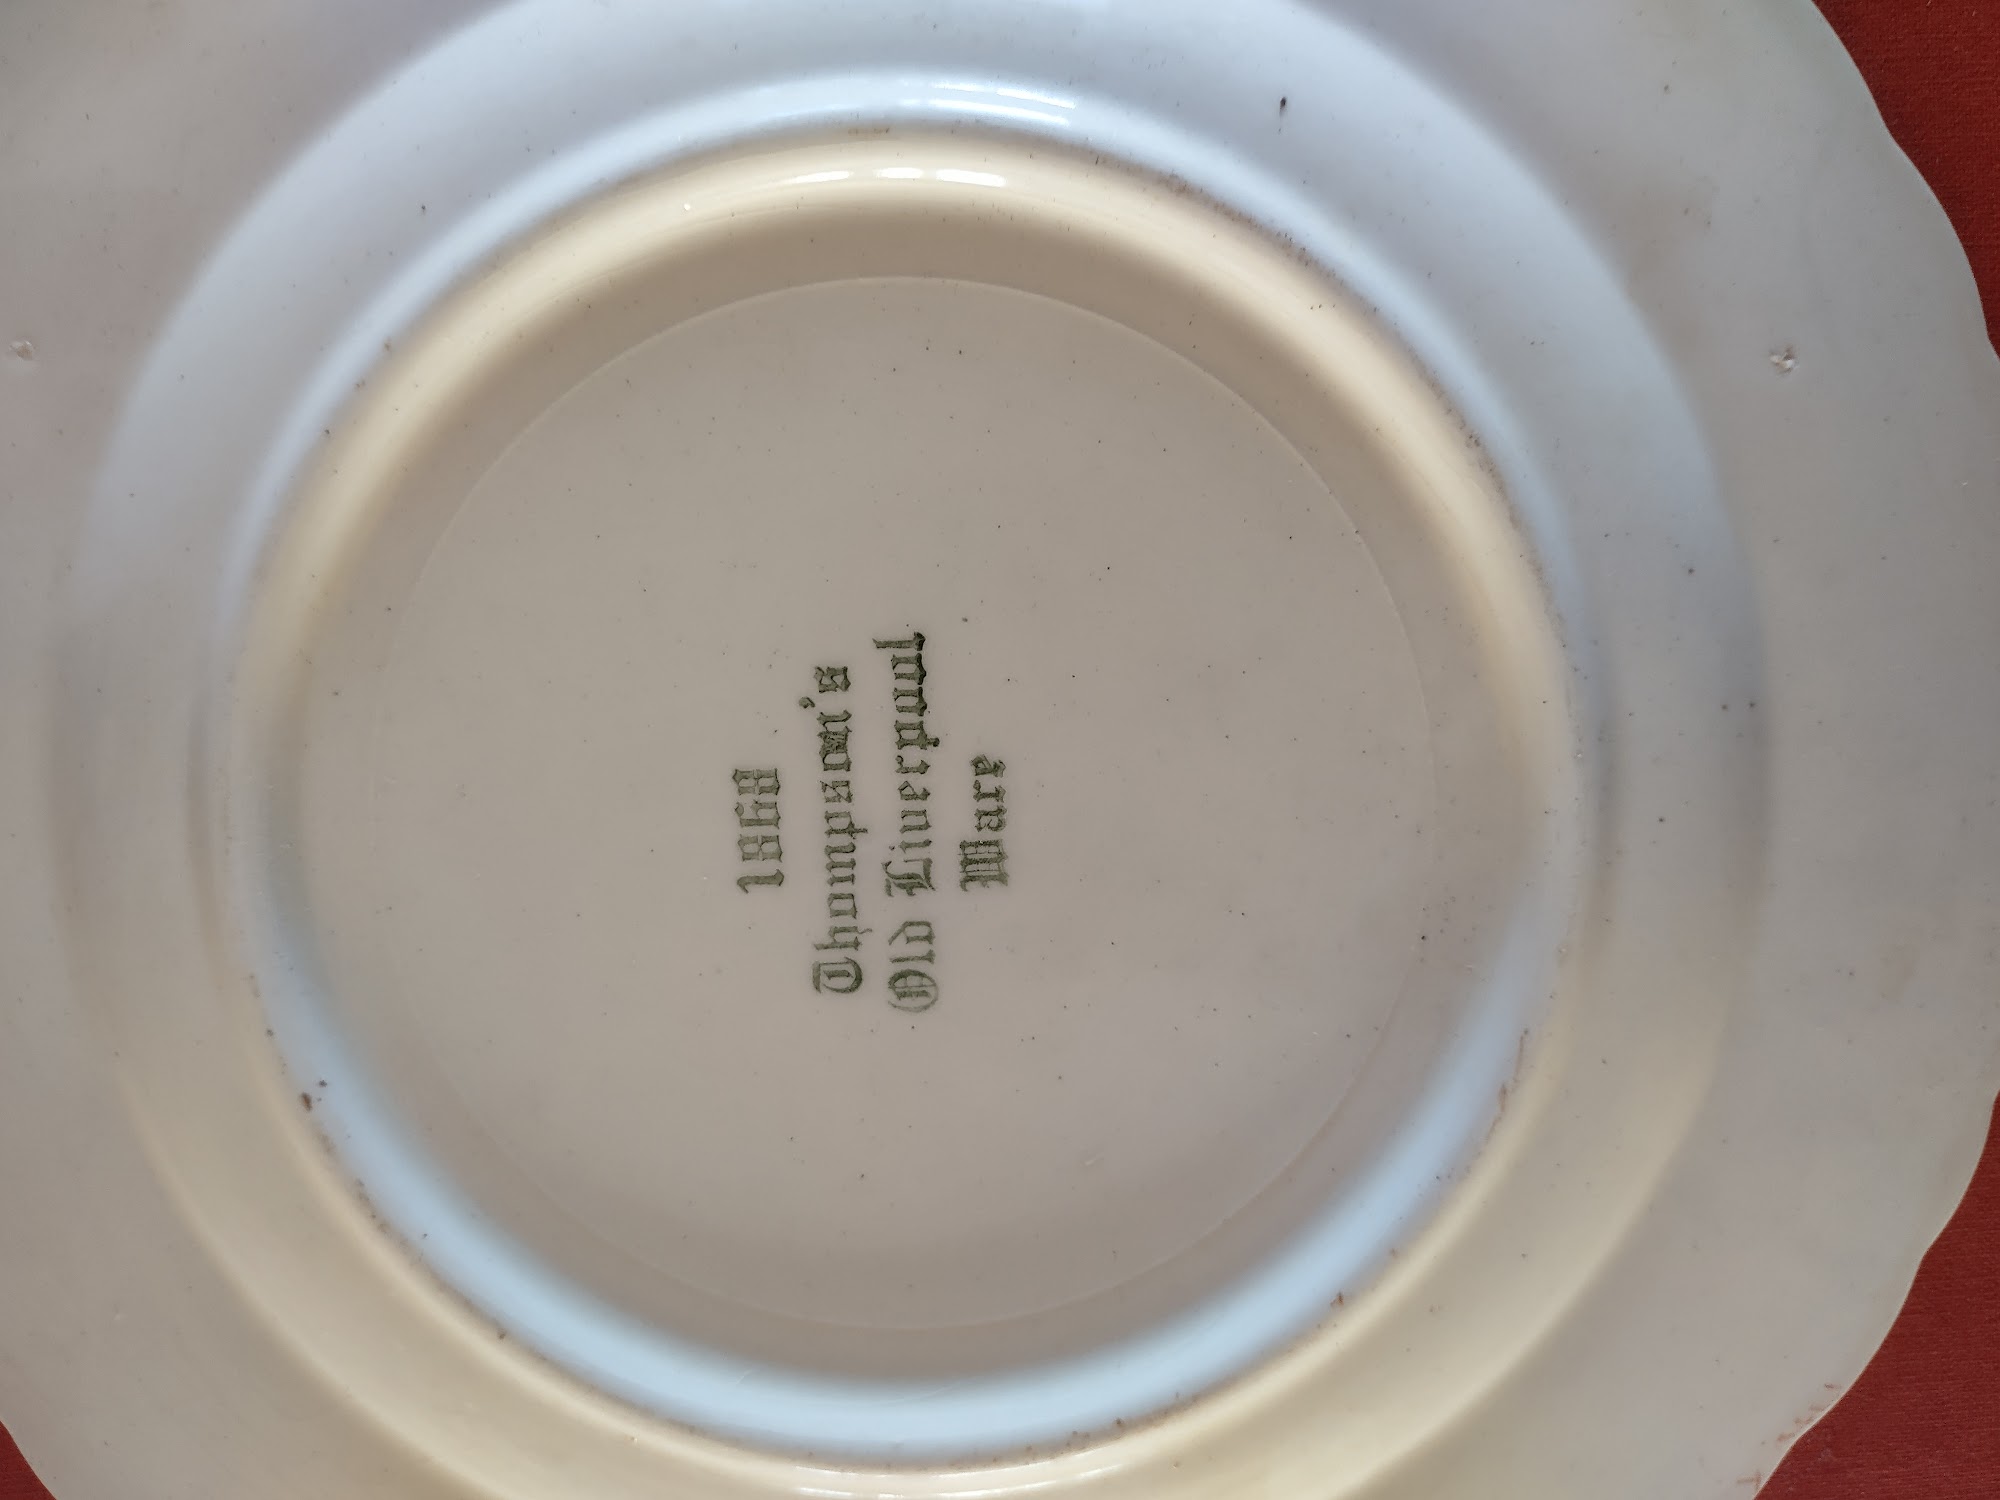 1868
Thompson's
Old Liverpool
Ware